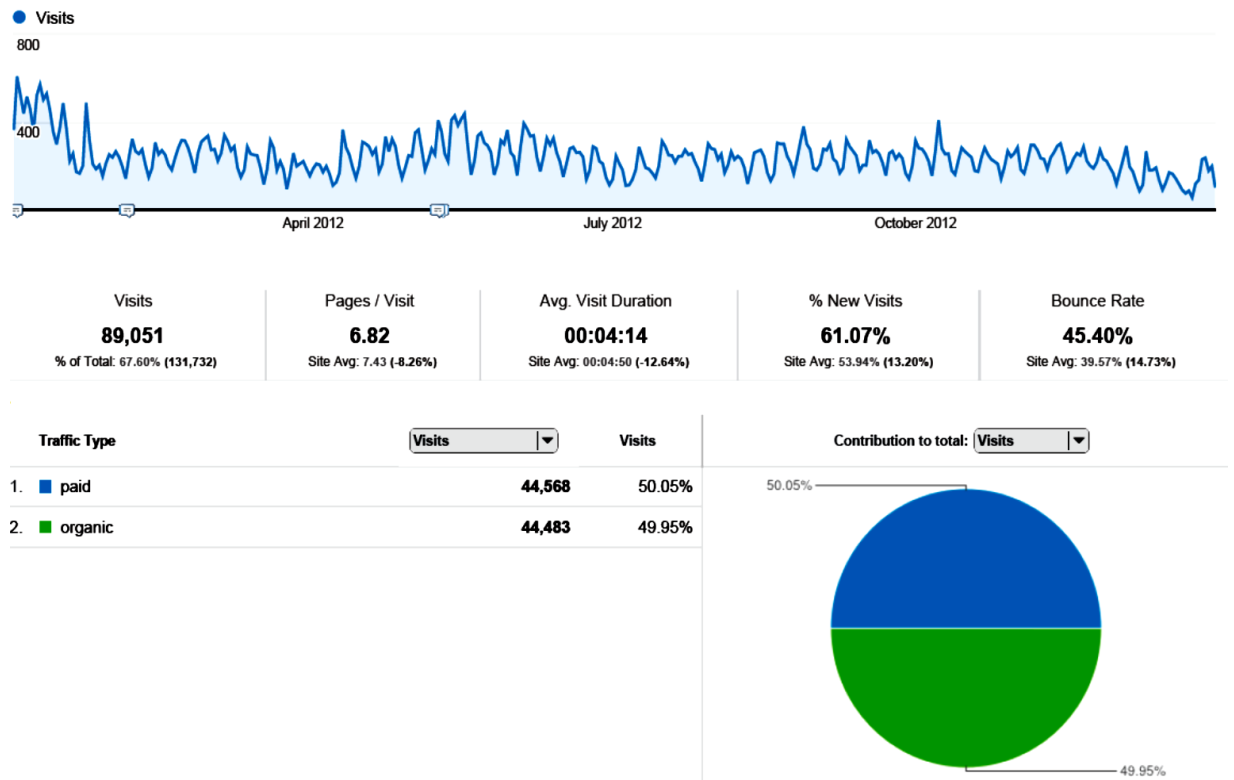 Visits
800
400
April 2012 July 2012 October 2012
Visits Pages / Visit Avg. Visit Duration % New Visits Bounce Rate
89,051 6.82 00:04:14 61.07% 45.40%
% of Total: 67.60% (131,732) Site Avg: 7.43 (-8.26%) Site Avg: 00:04:50 (-12.64%) Site Avg: 53.94% (13.20%) Site Avg: 39.57% (14.73%)
Traffic Type Visits Visits Contribution to total: Visits
1. paid 44,568 50.05% 50.05%
2. organic 44,483 49.95%
49.95%